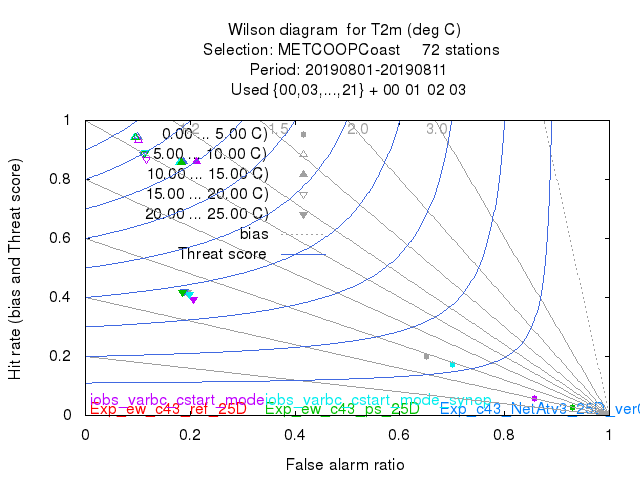 Wilson diagram for T2m (deg C)
Selection: METCOOPCoast 72 stations
Period: 20190801-20190811
Used {00,03,...,21} + 00 01 02 03
Hit rate (bias and Threat score)
1
0.8
0.6
0.4
0.2
0
1.5 2.0 3.0
0.00 ... 5.00 C)
5.00 ... 10.00 C)
10.00 ... 15.00 C)
15.00 ... 20.00 C)
20.00 ... 25.00 C)
bias
Threat score
jobs_varbc_cstart_mode jobs_varbc_cstart_mode_synop
Exp_ew_c43_ref_25D Exp_ew_c43_ps_25D
0 0.2 0.4 0.6 0.8 1
False alarm ratio